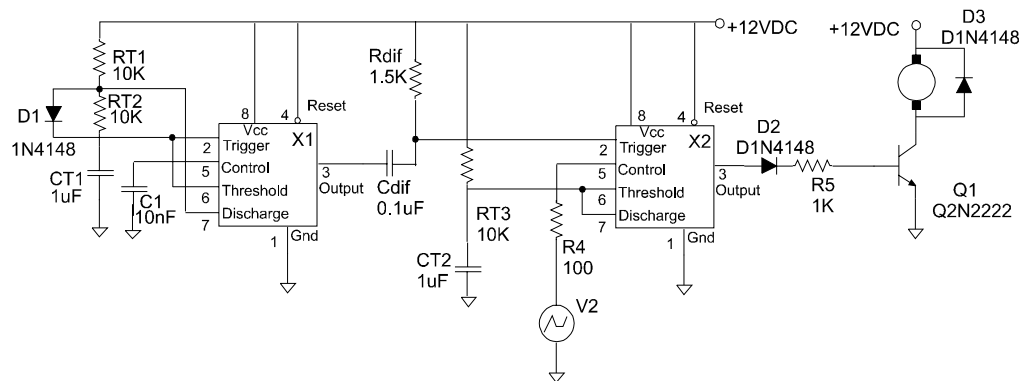 +12VDC
RT1
10K
RT2
10K
D1
1N4148
CT1
1uF
C1
10nF
8
Vcc
4
Reset
X1
2
Trigger
5
Control
6
Threshold
7
Discharge
3
Output
1
Gnd
Rdif
1.5K
Cdif
0.1uF
RT3
10K
CT2
1uF
R4
100
V2
8
Vcc
4
Reset
X2
2
Trigger
5
Control
6
Threshold
7
Discharge
3
Output
1
Gnd
D2
D1N4148
R5
1K
+12VDC
D3
D1N4148
Q1
Q2N2222